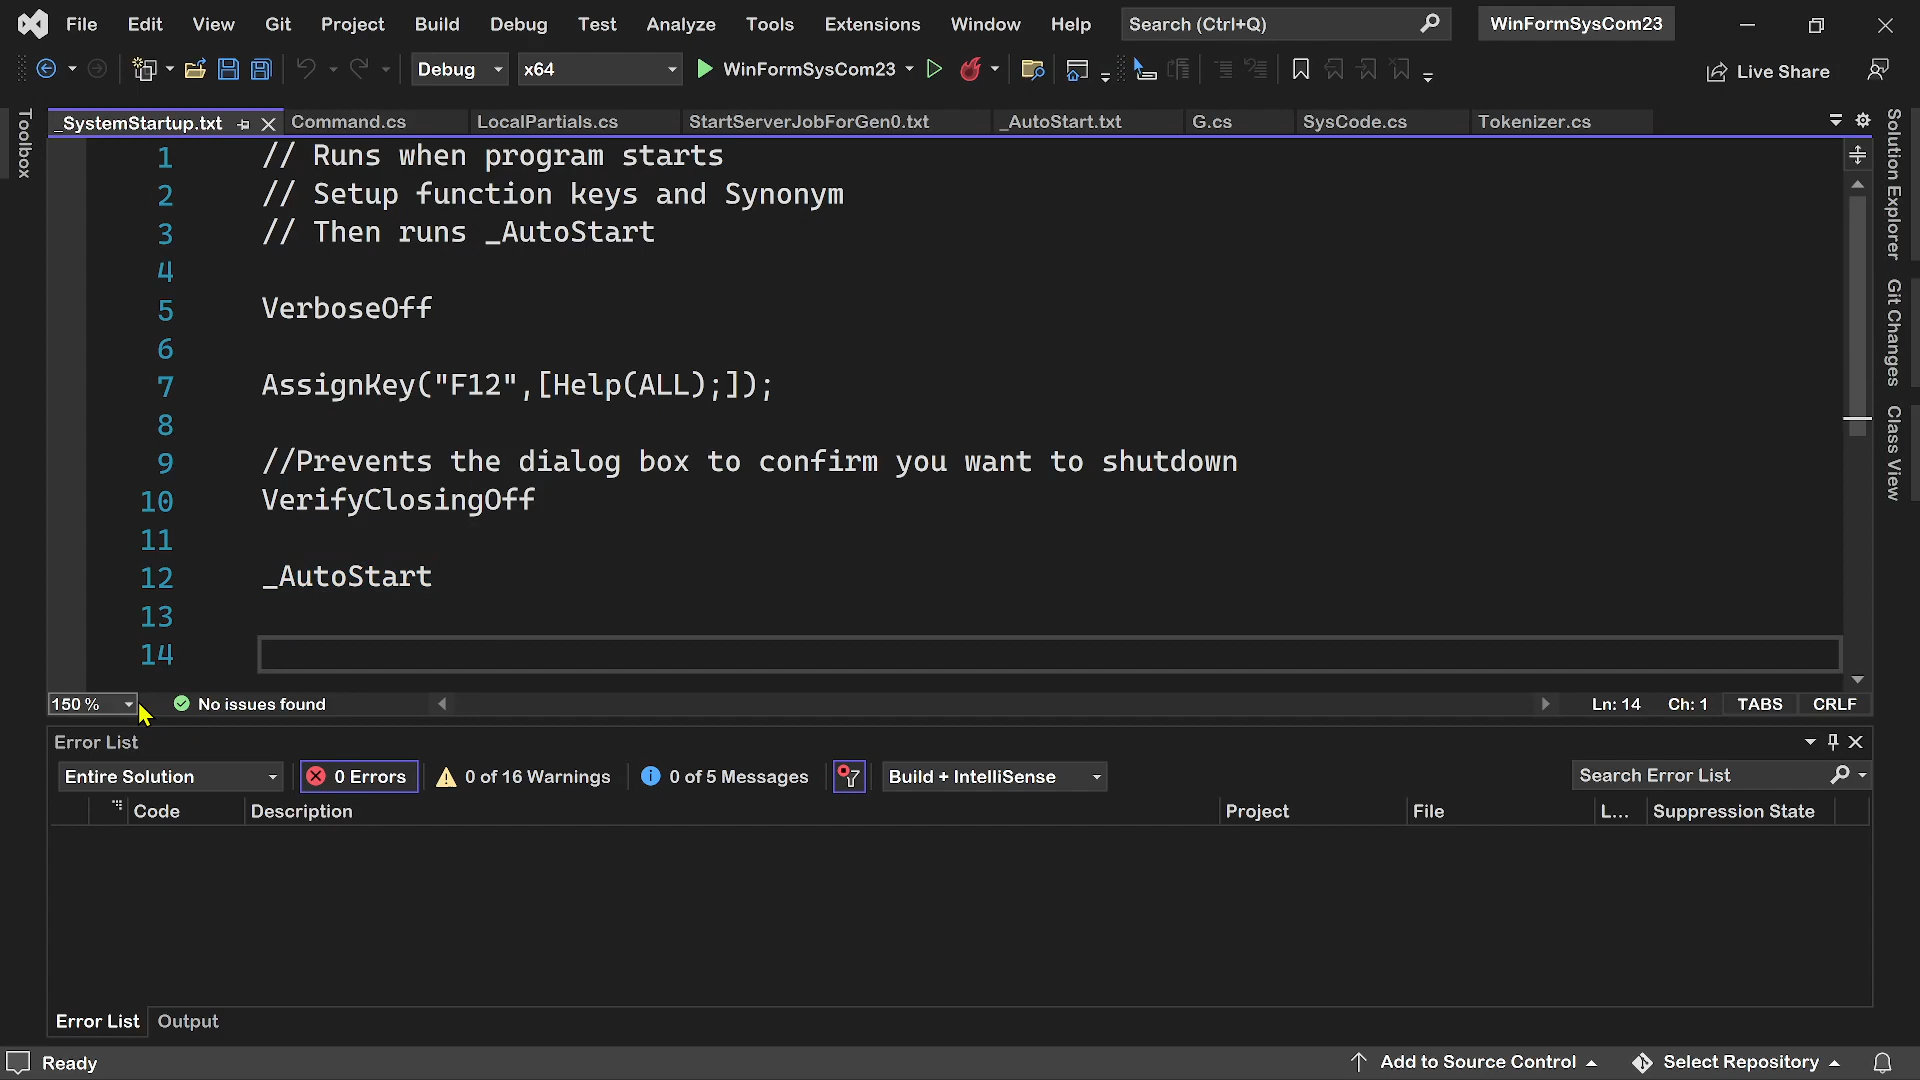 File Edit View Git Project Build Debug Test Analyze Tools Extensions Window Help Search (Ctrl+Q) WinFormSysCom23
Debug x64 WinFormSysCom23 Live Share
_SystemStartup.txt Command.cs LocalPartials.cs StartServerJobForGen0.txt _AutoStart.txt G.cs SysCode.cs Tokenizer.cs
Toolbox
1 // Runs when program starts
2 // Setup function keys and Synonym
3 // Then runs _AutoStart
4
5 VerboseOff
6
7 AssignKey("F12",[Help(ALL);]);
8
9 //Prevents the dialog box to confirm you want to shutdown
10 VerifyClosingOff
11
12 _AutoStart
13
14
Solution Explorer
Git Changes
Class View
150 % No issues found Ln: 14 Ch: 1 TABS CRLF
Error List
Entire Solution 0 Errors 0 of 16 Warnings 0 of 5 Messages Build + IntelliSense Search Error List
Code Description Project File L... Suppression State
Error List Output
Ready Add to Source Control Select Repository